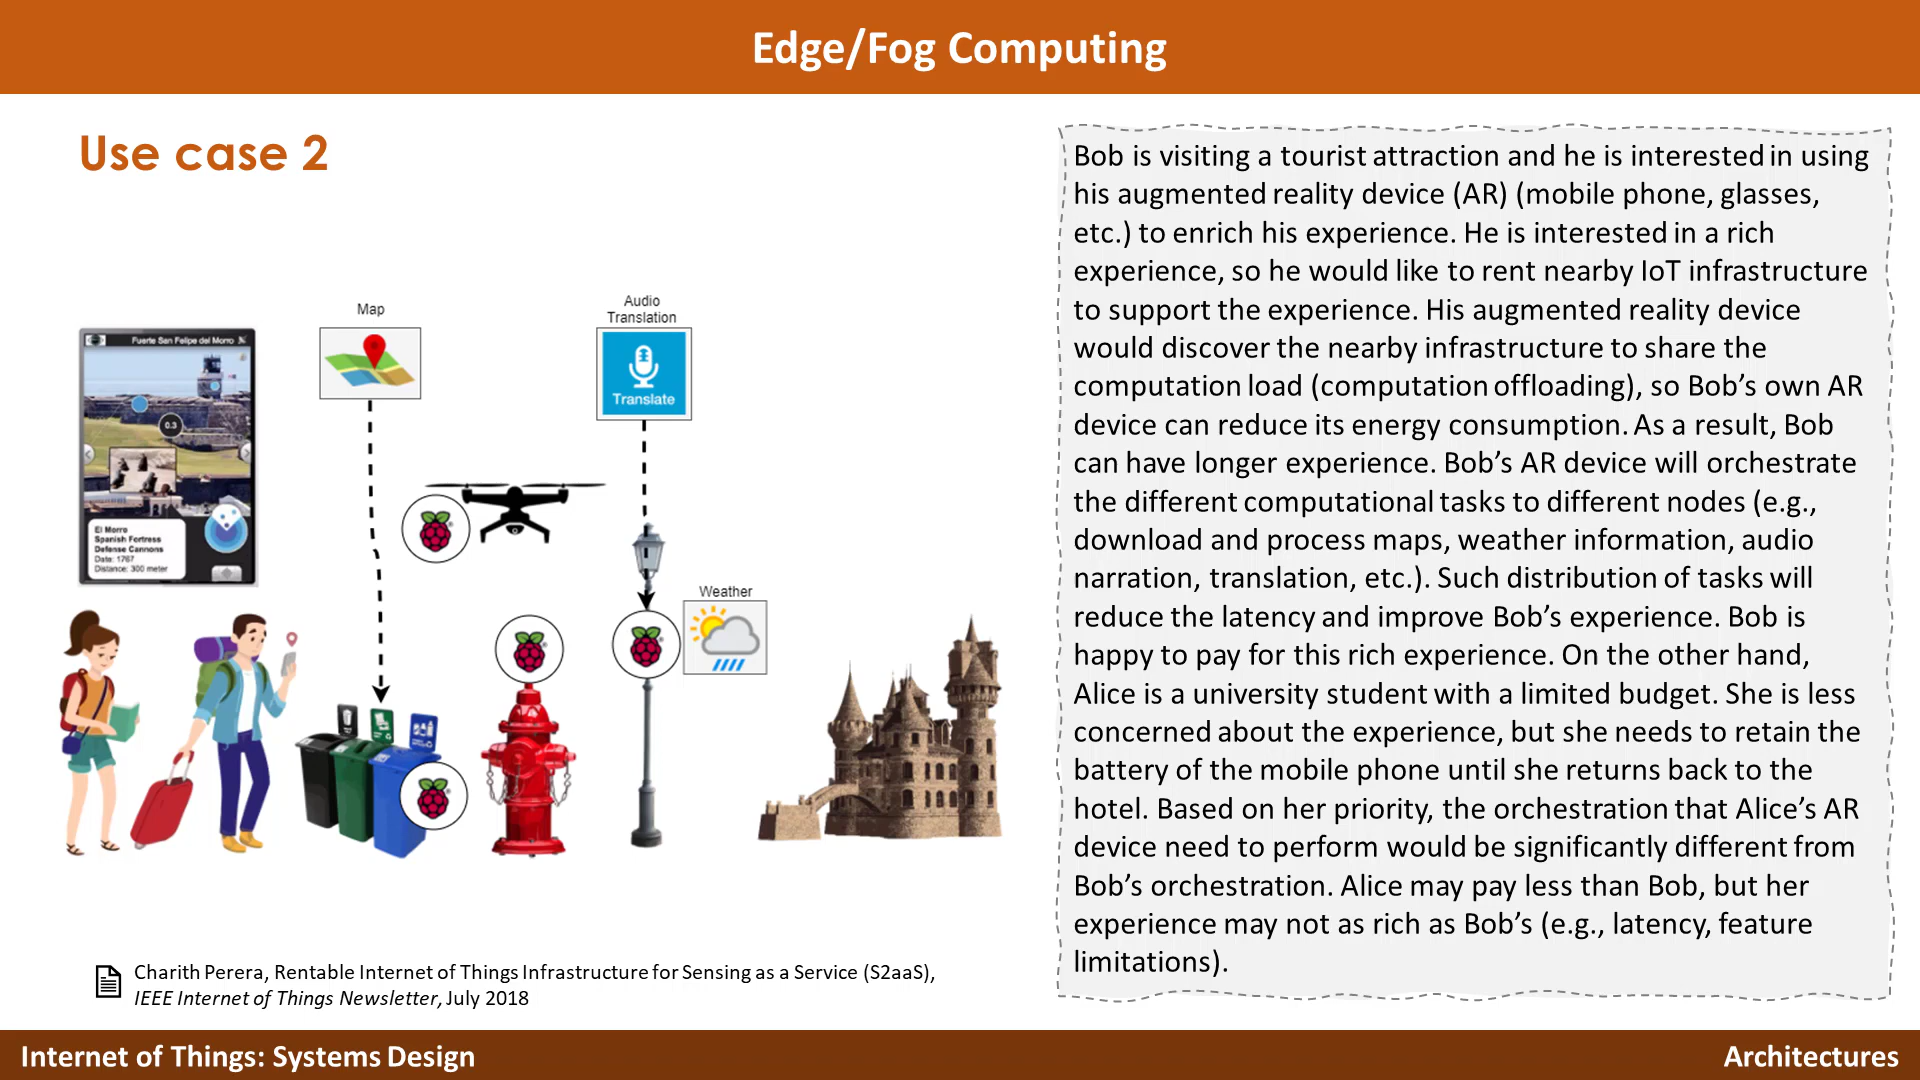 Edge/Fog Computing
Use case 2
Map
Audio
Translation
Translate
Fuerte San Felipe del Morro
0.3
El Morro
Spanish Fortress
Defense Cannons
Date: 1767
Distance: 300 meter
Weather
Bob is visiting a tourist attraction and he is interested in using
his augmented reality device (AR) (mobile phone, glasses,
etc.) to enrich his experience. He is interested in a rich
experience, so he would like to rent nearby IoT infrastructure
to support the experience. His augmented reality device
would discover the nearby infrastructure to share the
computation load (computation offloading), so Bob’s own AR
device can reduce its energy consumption. As a result, Bob
can have longer experience. Bob’s AR device will orchestrate
the different computational tasks to different nodes (e.g.,
download and process maps, weather information, audio
narration, translation, etc.). Such distribution of tasks will
reduce the latency and improve Bob’s experience. Bob is
happy to pay for this rich experience. On the other hand,
Alice is a university student with a limited budget. She is less
concerned about the experience, but she needs to retain the
battery of the mobile phone until she returns back to the
hotel. Based on her priority, the orchestration that Alice’s AR
device need to perform would be significantly different from
Bob’s orchestration. Alice may pay less than Bob, but her
experience may not as rich as Bob’s (e.g., latency, feature
limitations).
Charith Perera, Rentable Internet of Things Infrastructure for Sensing as a Service (S2aaS),
IEEE Internet of Things Newsletter, July 2018
Internet of Things: Systems Design
Architectures